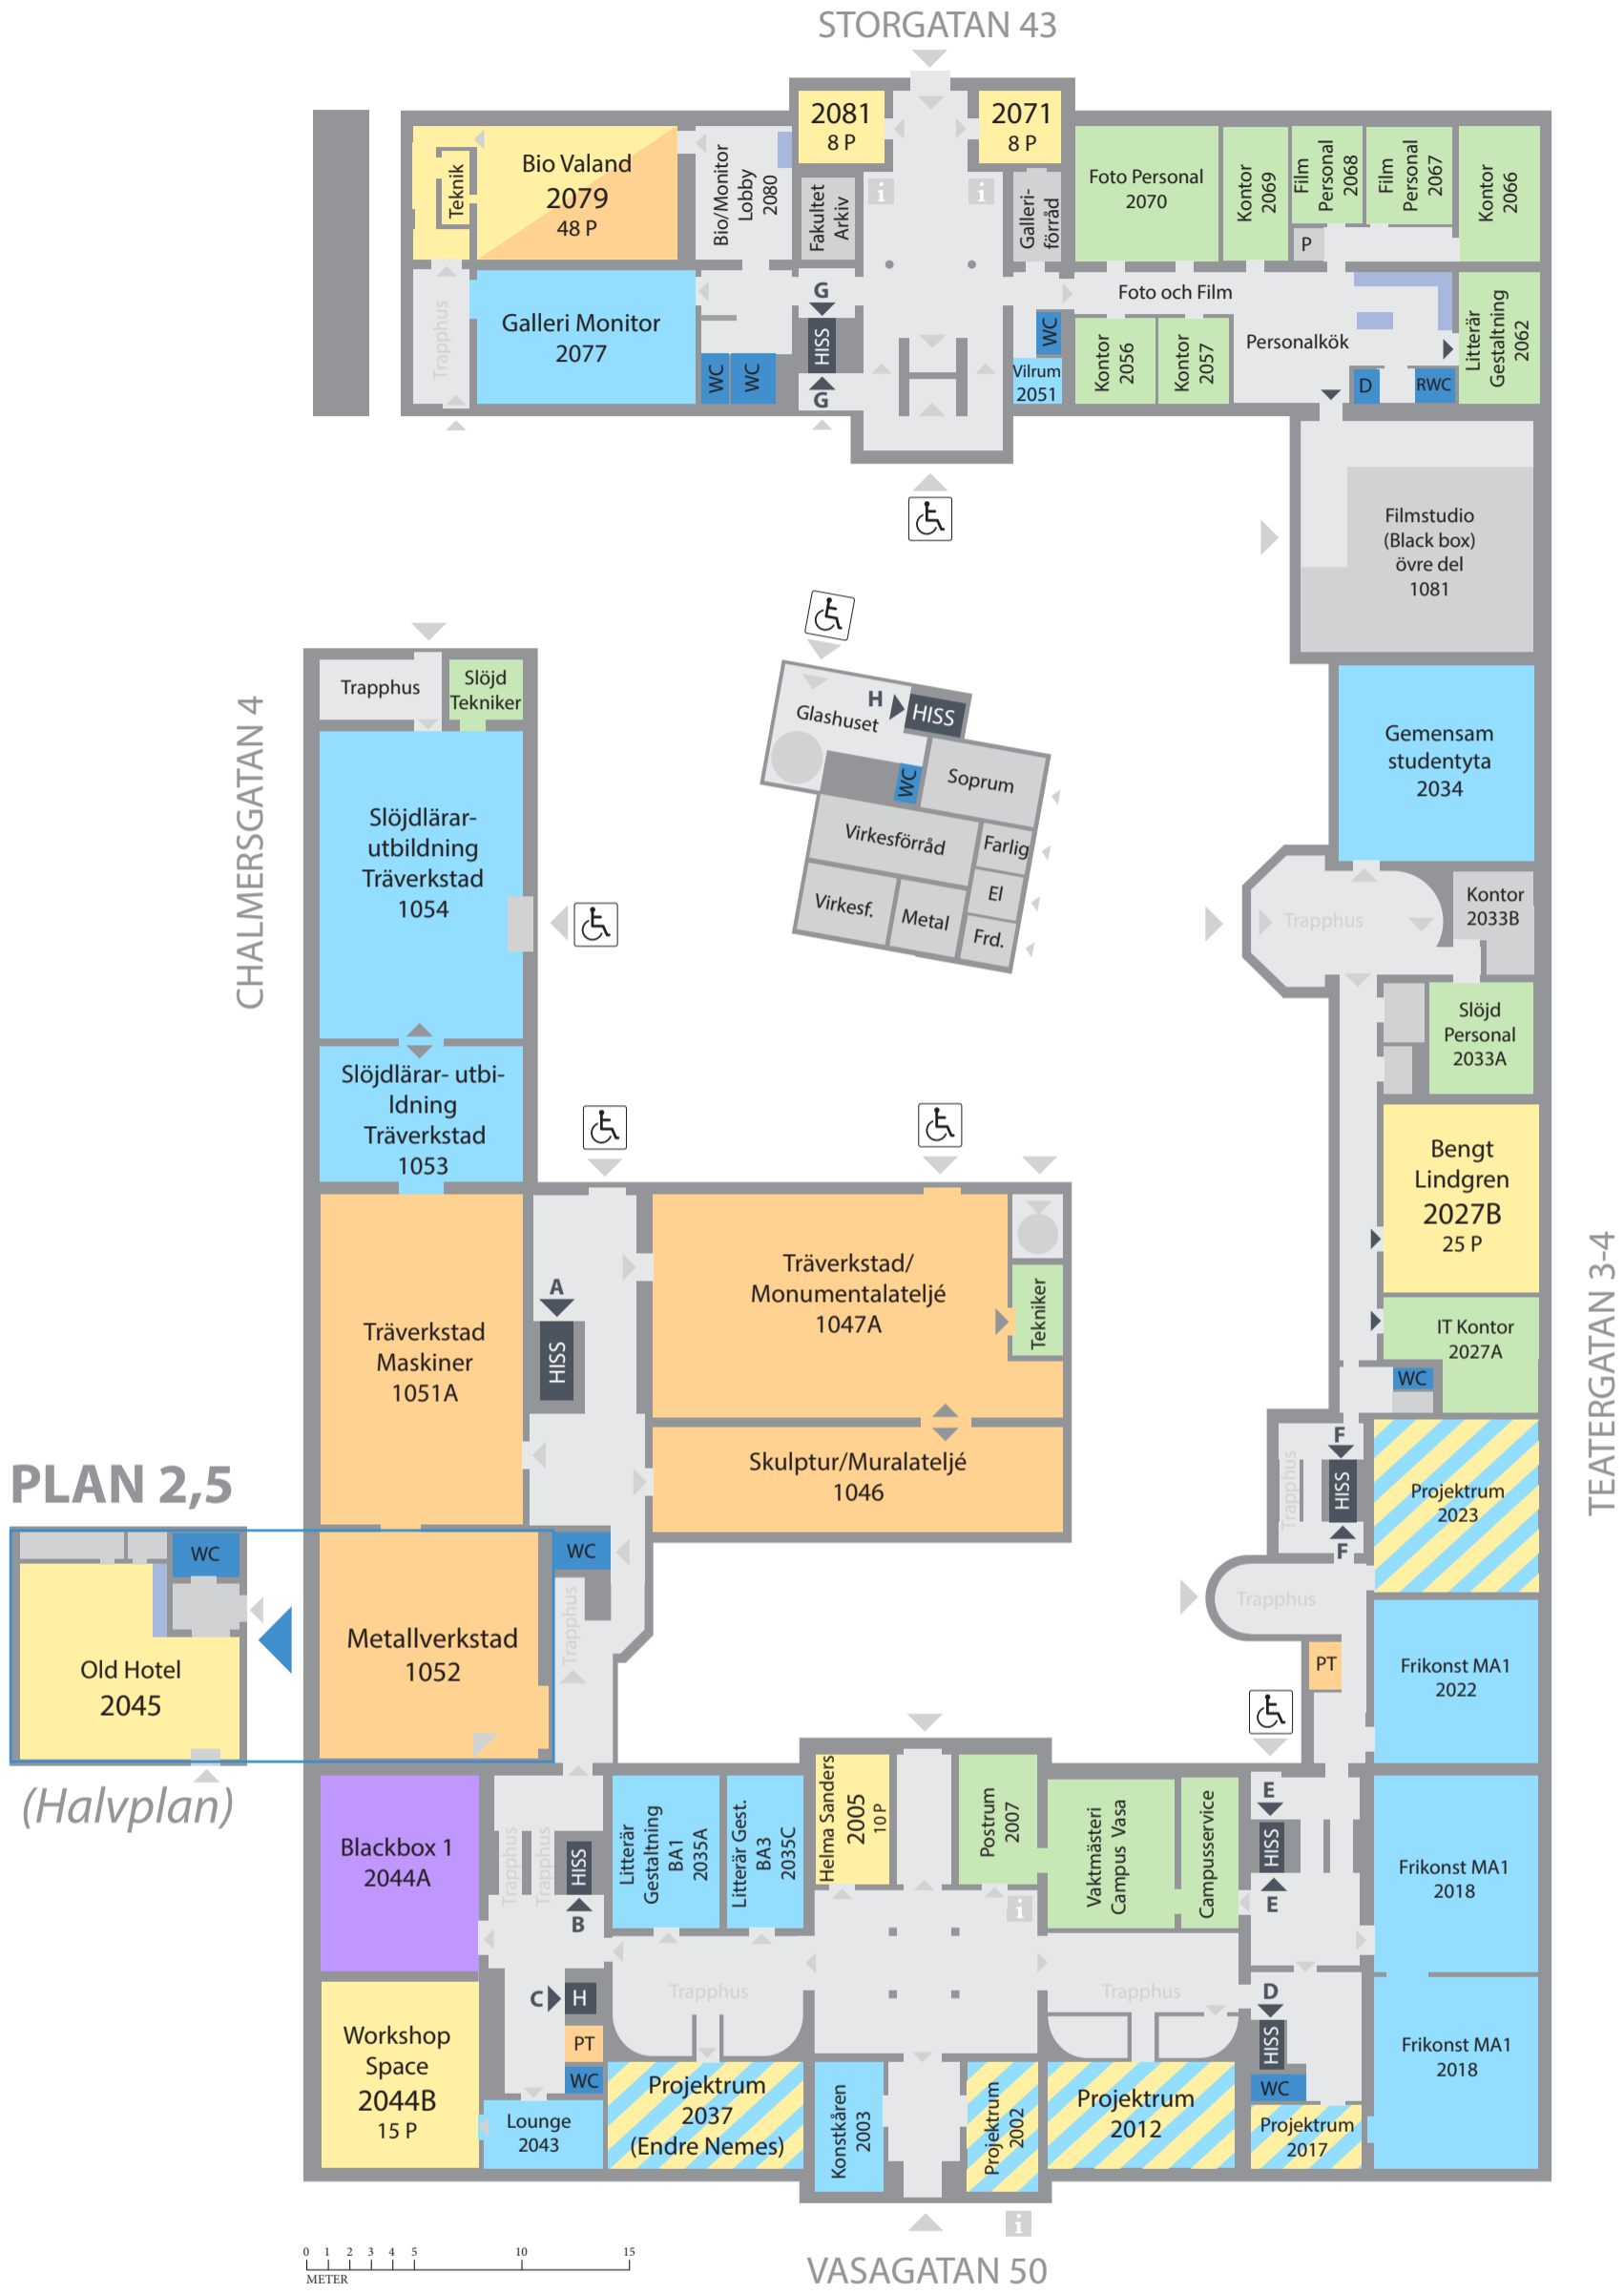 STORGATAN 43
2081
8 P
2071
8 P
Teknik
Bio Valand
2079
48 P
Bio/Monitor
Lobby
2080
Fakultet
Arkiv
i
i
Galleri-
förråd
Foto Personal
2070
Kontor
2069
Film
Personal
2068
Film
Personal
2067
Kontor
2066
P
Trapphus
Galleri Monitor
2077
WC
WC
G
HISS
G
WC
Vilrum
2051
Foto och Film
Kontor
2056
Kontor
2057
Personalkök
D
RWC
Litterär
Gestaltning
2062
Filmstudio
(Black box)
övre del
1081
CHALMERSGATAN 4
Trapphus
Slöjd
Tekniker
Slöjdlärar-
utbildning
Träverkstad
1054
Slöjdlärar- utbi-
ldning
Träverkstad
1053
Glashuset
H
HISS
WC
Soprum
Virkesförråd
Farlig
El
Virkesf.
Metal
Frd.
Gemensam
studentyta
2034
Trapphus
Kontor
2033B
Slöjd
Personal
2033A
Bengt
Lindgren
2027B
25 P
IT Kontor
2027A
WC
TEATERGATAN 3-4
Träverkstad
Maskiner
1051A
A
HISS
Träverkstad/
Monumentalateljé
1047A
Tekniker
Skulptur/Muralateljé
1046
F
Trapphus
HISS
F
Projektrum
2023
Trapphus
PLAN 2,5
WC
Old Hotel
2045
(Halvplan)
Metallverkstad
1052
WC
Trapphus
PT
Frikonst MA1
2022
Blackbox 1
2044A
Trapphus
Trapphus
HISS
B
Litterär
Gestaltning
BA1
2035A
Litterär Gest.
BA3
2035C
Helma Sanders
2005
10 P
Postrum
2007
i
Vaktmästeri
Campus Vasa
Campusservice
E
HISS
E
Frikonst MA1
2018
Workshop
Space
2044B
15 P
C
H
PT
WC
Lounge
2043
Trapphus
Projektrum
2037
(Endre Nemes)
Konstkåren
2003
Projektrum
2002
Trapphus
Projektrum
2012
D
HISS
WC
Projektrum
2017
Frikonst MA1
2018
i
0 1 2 3 4 5 10 15
METER
VASAGATAN 50